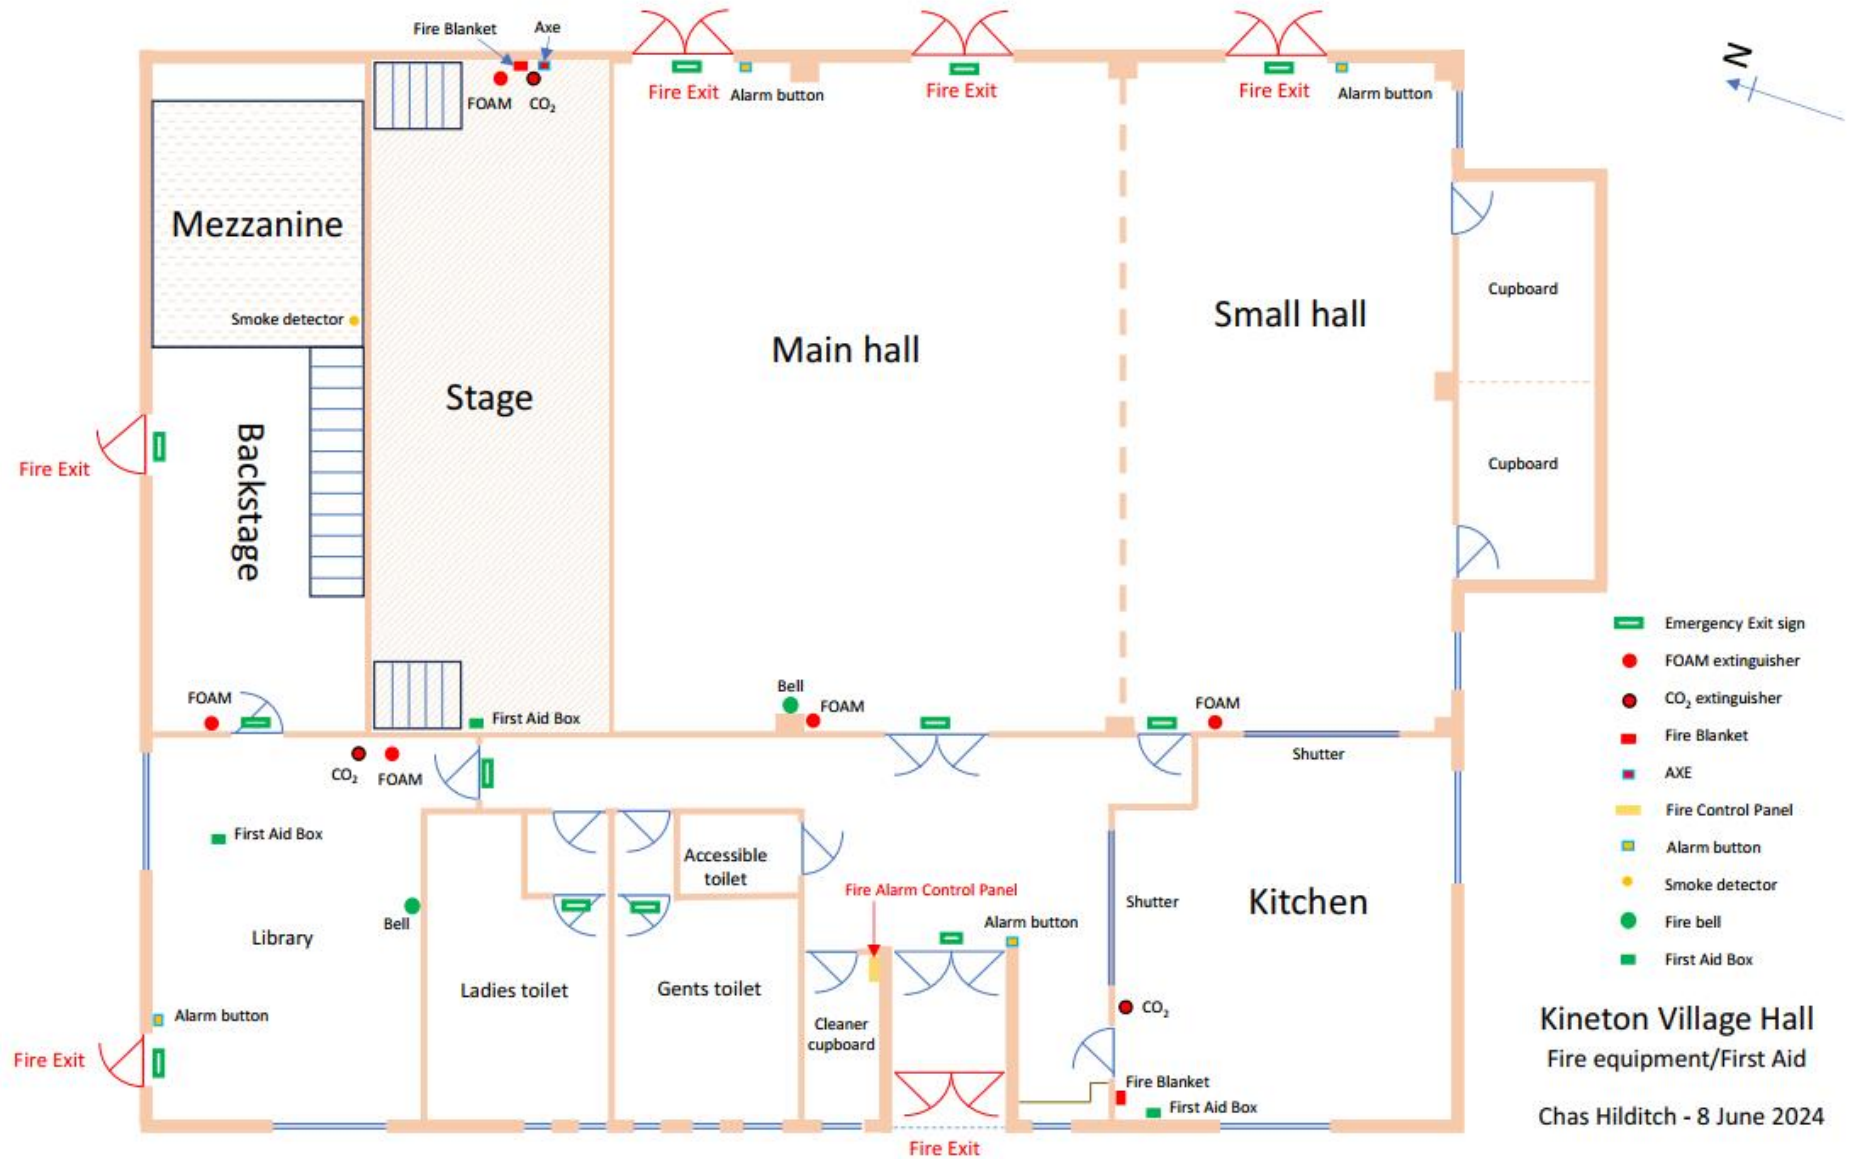 Fire Blanket
Axe
N
FOAM
CO₂
Fire Exit
Alarm button
Fire Exit
Fire Exit
Alarm button
Mezzanine
Smoke detector
Cupboard
Small hall
Main hall
Stage
Backstage
Fire Exit
Cupboard
FOAM
First Aid Box
Bell
FOAM
FOAM
Shutter
CO₂
FOAM
First Aid Box
Accessible
toilet
Fire Alarm Control Panel
Bell
Library
Alarm button
Shutter
Kitchen
Ladies toilet
Gents toilet
CO₂
Alarm button
Cleaner
cupboard
Fire Exit
Fire Blanket
First Aid Box
Fire Exit
Emergency Exit sign
FOAM extinguisher
CO₂ extinguisher
Fire Blanket
AXE
Fire Control Panel
Alarm button
Smoke detector
Fire bell
First Aid Box
Kineton Village Hall
Fire equipment/First Aid
Chas Hilditch - 8 June 2024